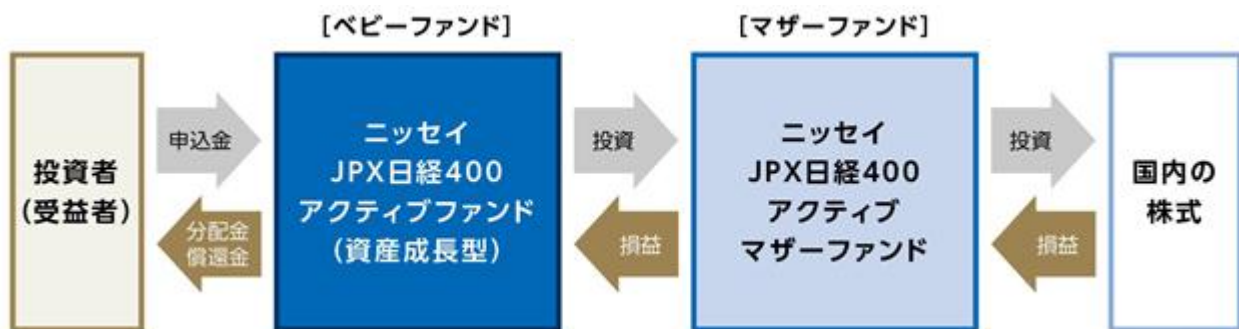 [ベビーファンド]
[マザーファンド]
投資者
(受益者)
申込金
分配金
償還金
ニッセイ
JPX日経400
アクティブファンド
(資産成長型)
投資
損益
ニッセイ
JPX日経400
アクティブ
マザーファンド
投資
損益
国内の
株式